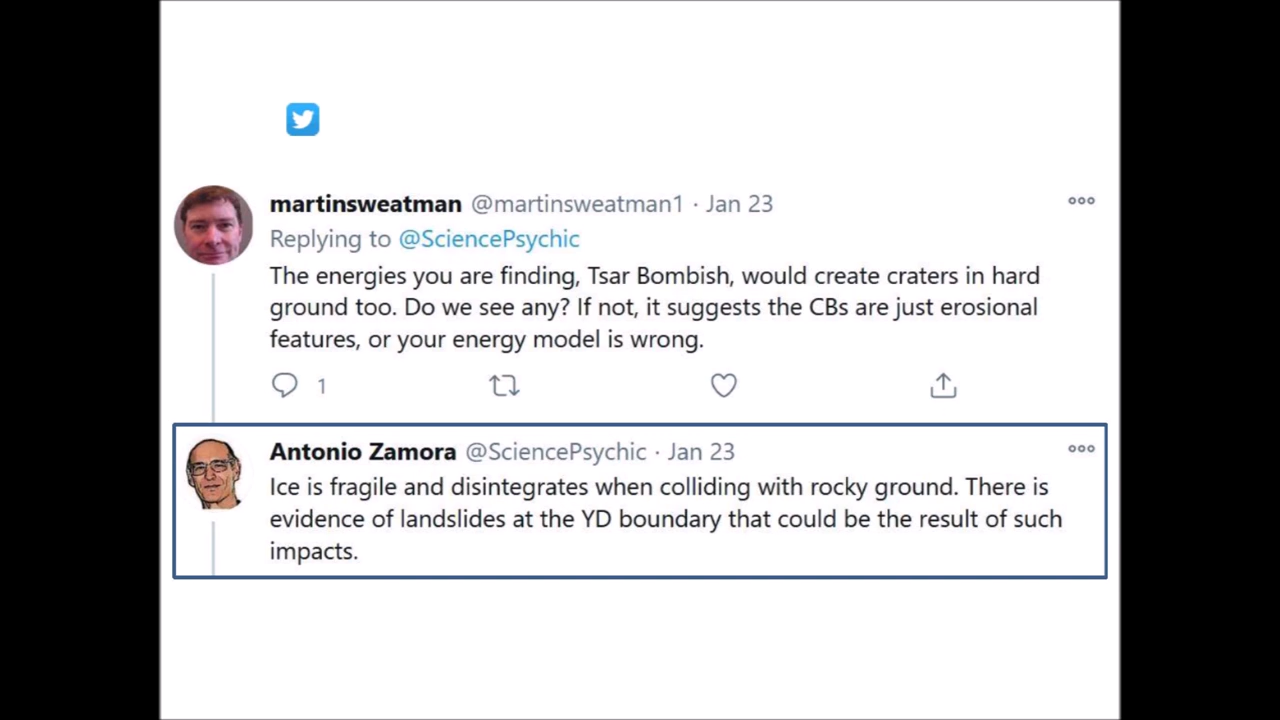 martinsweatman @martinsweatman1 · Jan 23
Replying to @SciencePsychic
The energies you are finding, Tsar Bombish, would create craters in hard
ground too. Do we see any? If not, it suggests the CBs are just erosional
features, or your energy model is wrong.
1
Antonio Zamora @SciencePsychic · Jan 23
Ice is fragile and disintegrates when colliding with rocky ground. There is
evidence of landslides at the YD boundary that could be the result of such
impacts.